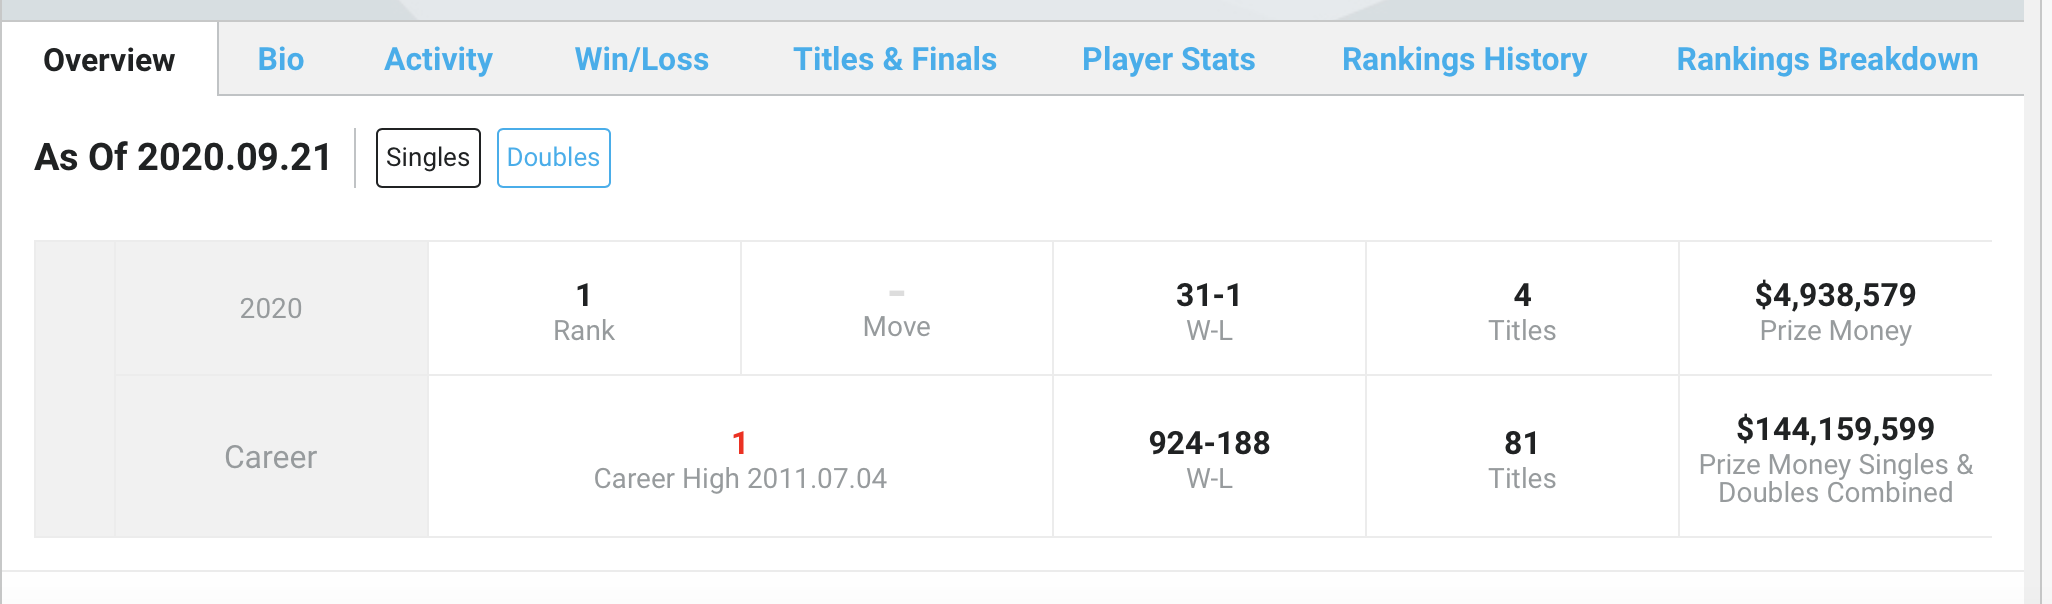 Overview Bio Activity Win/Loss Titles & Finals Player Stats Rankings History Rankings Breakdown
As Of 2020.09.21 Singles Doubles
2020
1
Rank
–
Move
31-1
W-L
4
Titles
$4,938,579
Prize Money
Career
1
Career High 2011.07.04
924-188
W-L
81
Titles
$144,159,599
Prize Money Singles &
Doubles Combined